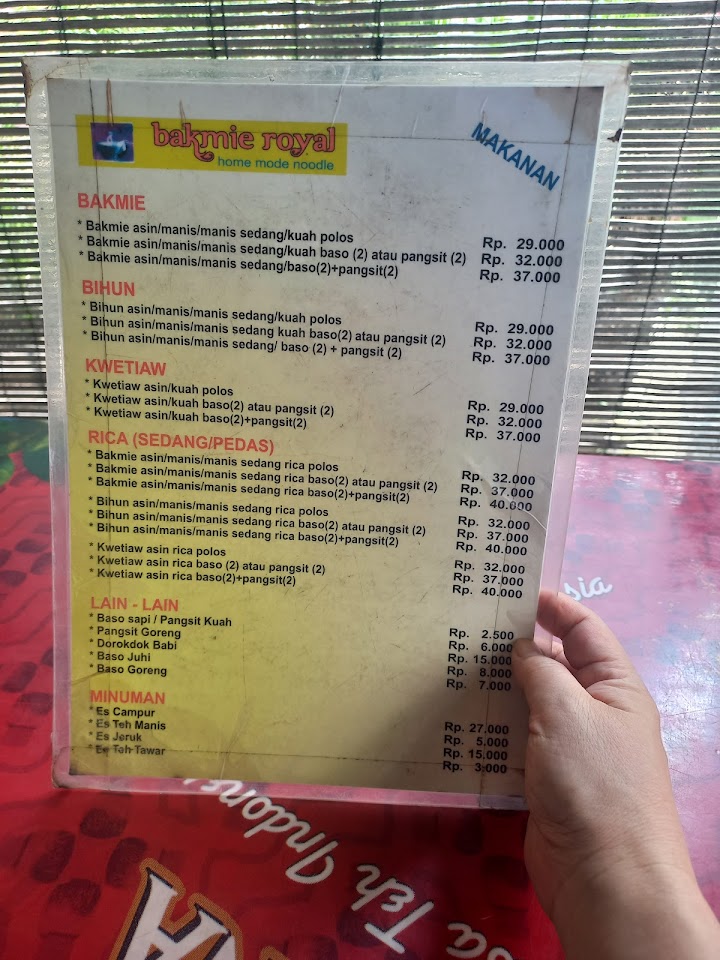 bakmie royal
home mode noodle
MAKANAN
BAKMIE
* Bakmie asin/manis/manis sedang/kuah polos Rp. 29.000
* Bakmie asin/manis/manis sedang/kuah baso (2) atau pangsit (2) Rp. 32.000
* Bakmie asin/manis/manis sedang/baso(2)+pangsit(2) Rp. 37.000
BIHUN
* Bihun asin/manis/manis sedang/kuah polos Rp. 29.000
* Bihun asin/manis/manis sedang kuah baso(2) atau pangsit (2) Rp. 32.000
* Bihun asin/manis/manis sedang/ baso (2) + pangsit (2) Rp. 37.000
KWETIAW
* Kwetiaw asin/kuah polos Rp. 29.000
* Kwetiaw asin/kuah baso(2) atau pangsit (2) Rp. 32.000
* Kwetiaw asin/kuah baso(2)+pangsit(2) Rp. 37.000
RICA (SEDANG/PEDAS)
* Bakmie asin/manis/manis sedang rica polos Rp. 32.000
* Bakmie asin/manis/manis sedang rica baso(2) atau pangsit (2) Rp. 37.000
* Bakmie asin/manis/manis sedang rica baso(2)+pangsit(2) Rp. 40.000
* Bihun asin/manis/manis sedang rica polos Rp. 32.000
* Bihun asin/manis/manis sedang rica baso(2) atau pangsit (2) Rp. 37.000
* Bihun asin/manis/manis sedang rica baso(2)+pangsit(2) Rp. 40.000
* Kwetiaw asin rica polos Rp. 32.000
* Kwetiaw asin rica baso (2) atau pangsit (2) Rp. 37.000
* Kwetiaw asin rica baso(2)+pangsit(2) Rp. 40.000
LAIN - LAIN
* Baso sapi / Pangsit Kuah Rp. 2.500
* Pangsit Goreng Rp. 6.000
* Dorokdok Babi Rp. 15.000
* Baso Juhi Rp. 8.000
* Baso Goreng Rp. 7.000
MINUMAN
* Es Campur Rp. 27.000
* Es Teh Manis Rp. 5.000
* Es Jeruk Rp. 15.000
* Es Teh Tawar Rp. 3.000
sia
Teh Indones